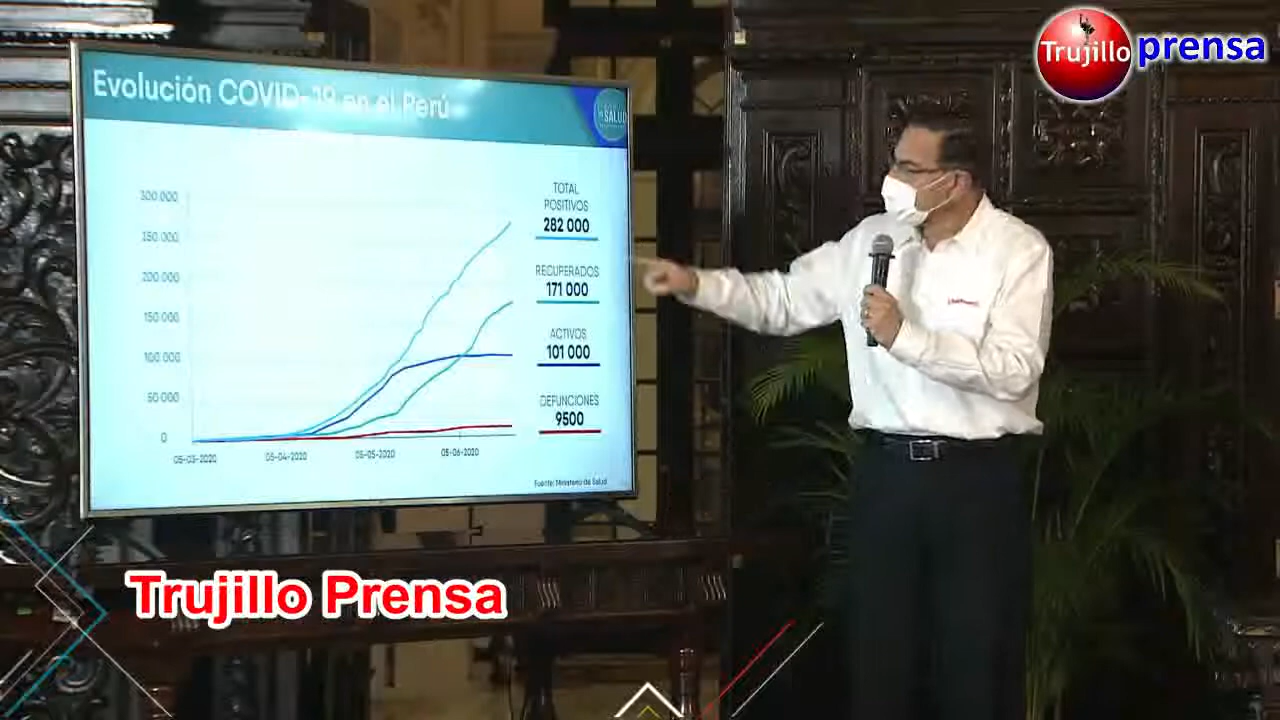 Trujillo prensa
Evolución COVID-19 en el Perú
SALUD
300 000
250 000
200 000
150 000
100 000
50 000
0
05-03-2020
05-04-2020
05-05-2020
05-06-2020
TOTAL
POSITIVOS
282 000
RECUPERADOS
171 000
ACTIVOS
101 000
DEFUNCIONES
9500
Fuente: Ministerio de Salud
Trujillo Prensa